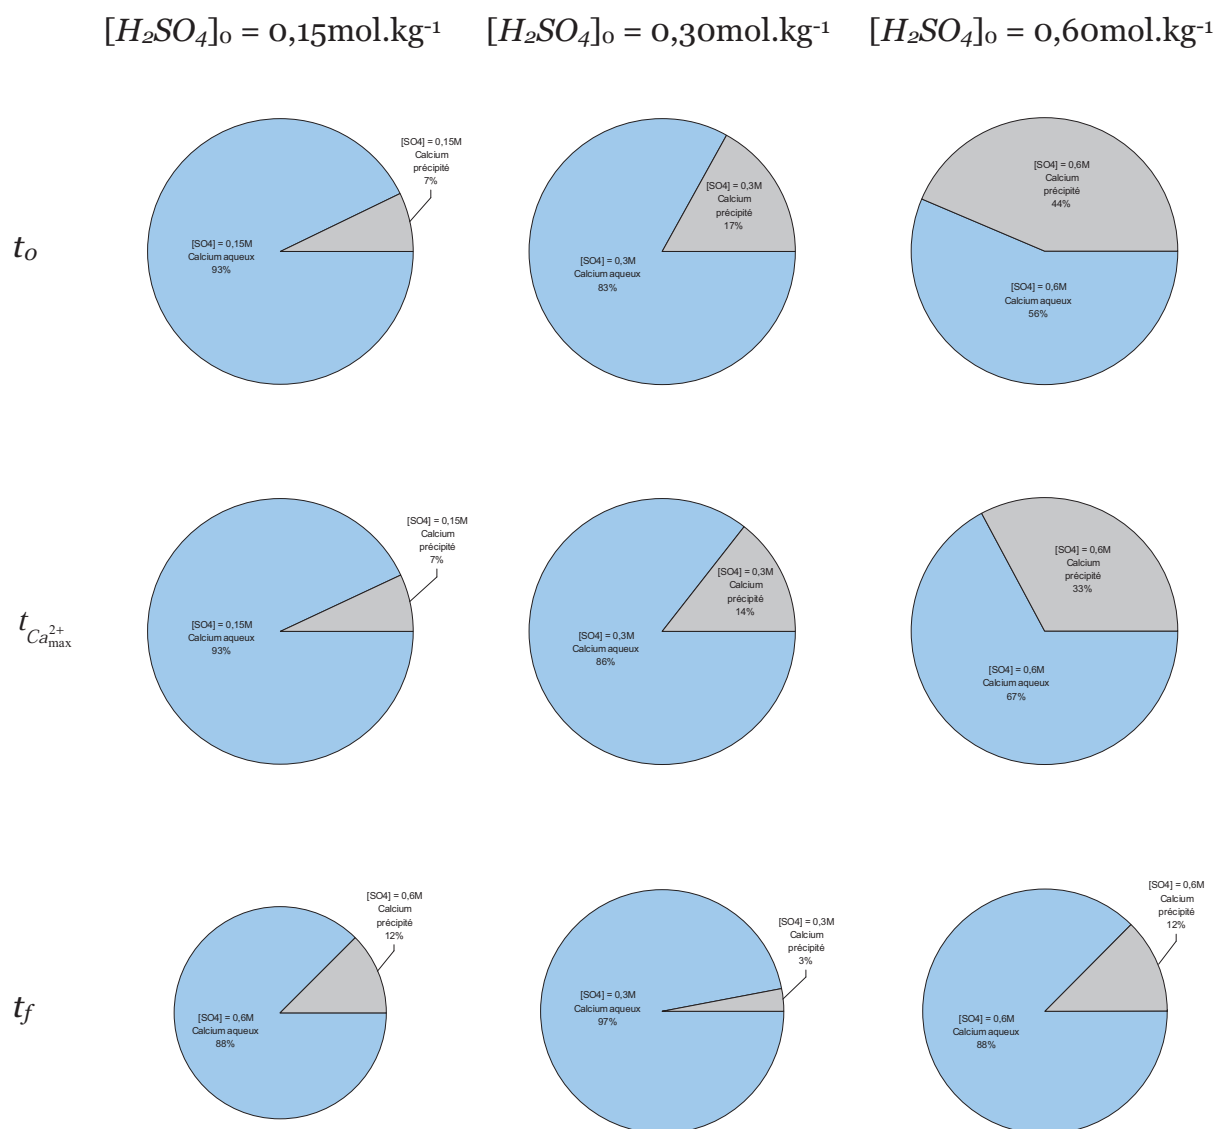 [H₂SO₄]₀ = 0,15mol.kg⁻¹
[H₂SO₄]₀ = 0,30mol.kg⁻¹
[H₂SO₄]₀ = 0,60mol.kg⁻¹
t₀
[SO4] = 0,15M
Calcium
précipité
7%
[SO4] = 0,15M
Calcium aqueux
93%
[SO4] = 0,3M
Calcium
précipité
17%
[SO4] = 0,3M
Calcium aqueux
83%
[SO4] = 0,6M
Calcium
précipité
44%
[SO4] = 0,6M
Calcium aqueux
56%
t Ca²⁺ max
[SO4] = 0,15M
Calcium
précipité
7%
[SO4] = 0,15M
Calcium aqueux
93%
[SO4] = 0,3M
Calcium
précipité
14%
[SO4] = 0,3M
Calcium aqueux
86%
[SO4] = 0,6M
Calcium
précipité
33%
[SO4] = 0,6M
Calcium aqueux
67%
tf
[SO4] = 0,6M
Calcium
précipité
12%
[SO4] = 0,6M
Calcium aqueux
88%
[SO4] = 0,3M
Calcium
précipité
3%
[SO4] = 0,3M
Calcium aqueux
97%
[SO4] = 0,6M
Calcium
précipité
12%
[SO4] = 0,6M
Calcium aqueux
88%